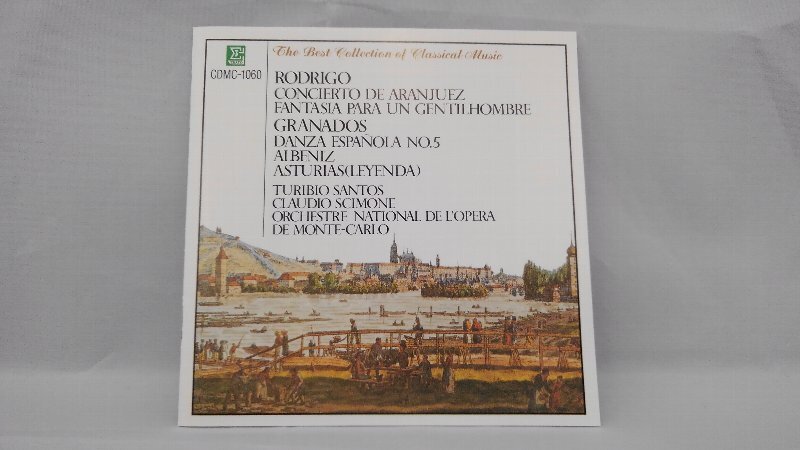 The Best Collection of Classical Music
ERATO
CDMC-1060
RODRIGO
CONCIERTO DE ARANJUEZ
FANTASIA PARA UN GENTILHOMBRE
GRANADOS
DANZA ESPAÑOLA NO.5
ALBENIZ
ASTURIAS(LEYENDA)
TURIBIO SANTOS
CLAUDIO SCIMONE
ORCHESTRE NATIONAL DE L'OPERA
DE MONTE-CARLO